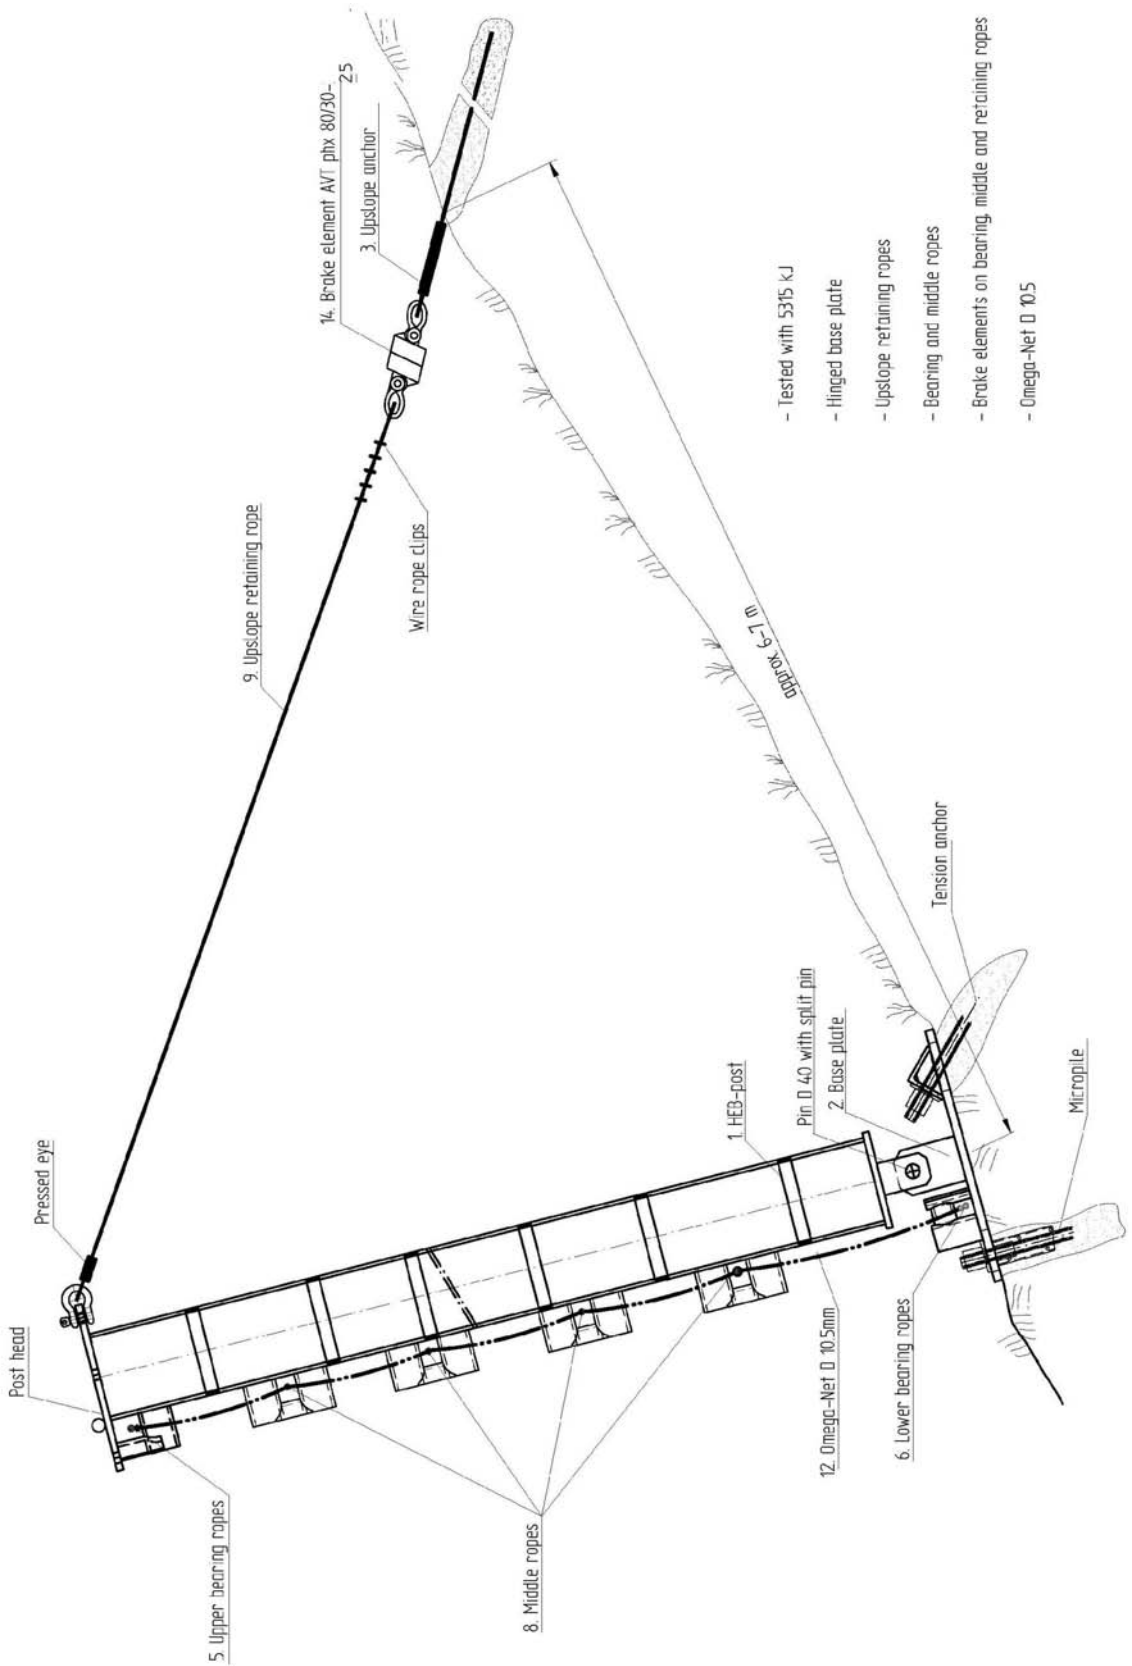 Post head
Pressed eye
9. Upslope retaining rope
14. Brake element AVT phx 80/30-
25
3. Upslope anchor
Wire rope clips
5. Upper bearing ropes
8. Middle ropes
12. Omega-Net D 10.5mm
6. Lower bearing ropes
1. HEB-post
Pin D 40 with split pin
2. Base plate
Tension anchor
Micropile
approx. 6-7 m
- Tested with 5315 kJ
- Hinged base plate
- Upslope retaining ropes
- Bearing and middle ropes
- Brake elements on bearing, middle and retaining ropes
- Omega-Net D 10.5